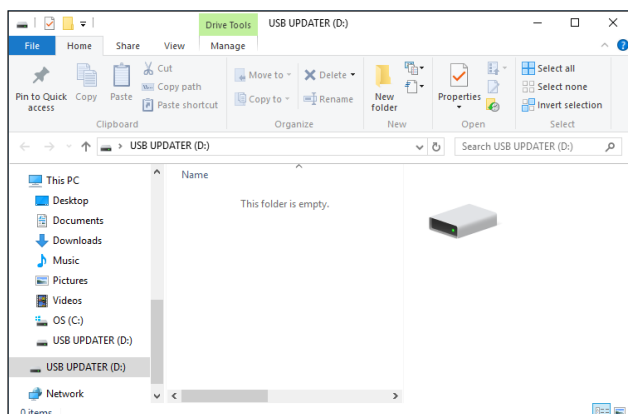 Drive Tools USB UPDATER (D:)
File Home Share View Manage
Pin to Quick access
Copy
Paste
Cut
Copy path
Paste shortcut
Clipboard
Move to
Copy to
Delete
Rename
Organize
New folder
New
Properties
Open
Select all
Select none
Invert selection
Select
USB UPDATER (D:)
Search USB UPDATER (D:)
This PC
Desktop
Documents
Downloads
Music
Pictures
Videos
OS (C:)
USB UPDATER (D:)
USB UPDATER (D:)
Network
Name
This folder is empty.
0 items